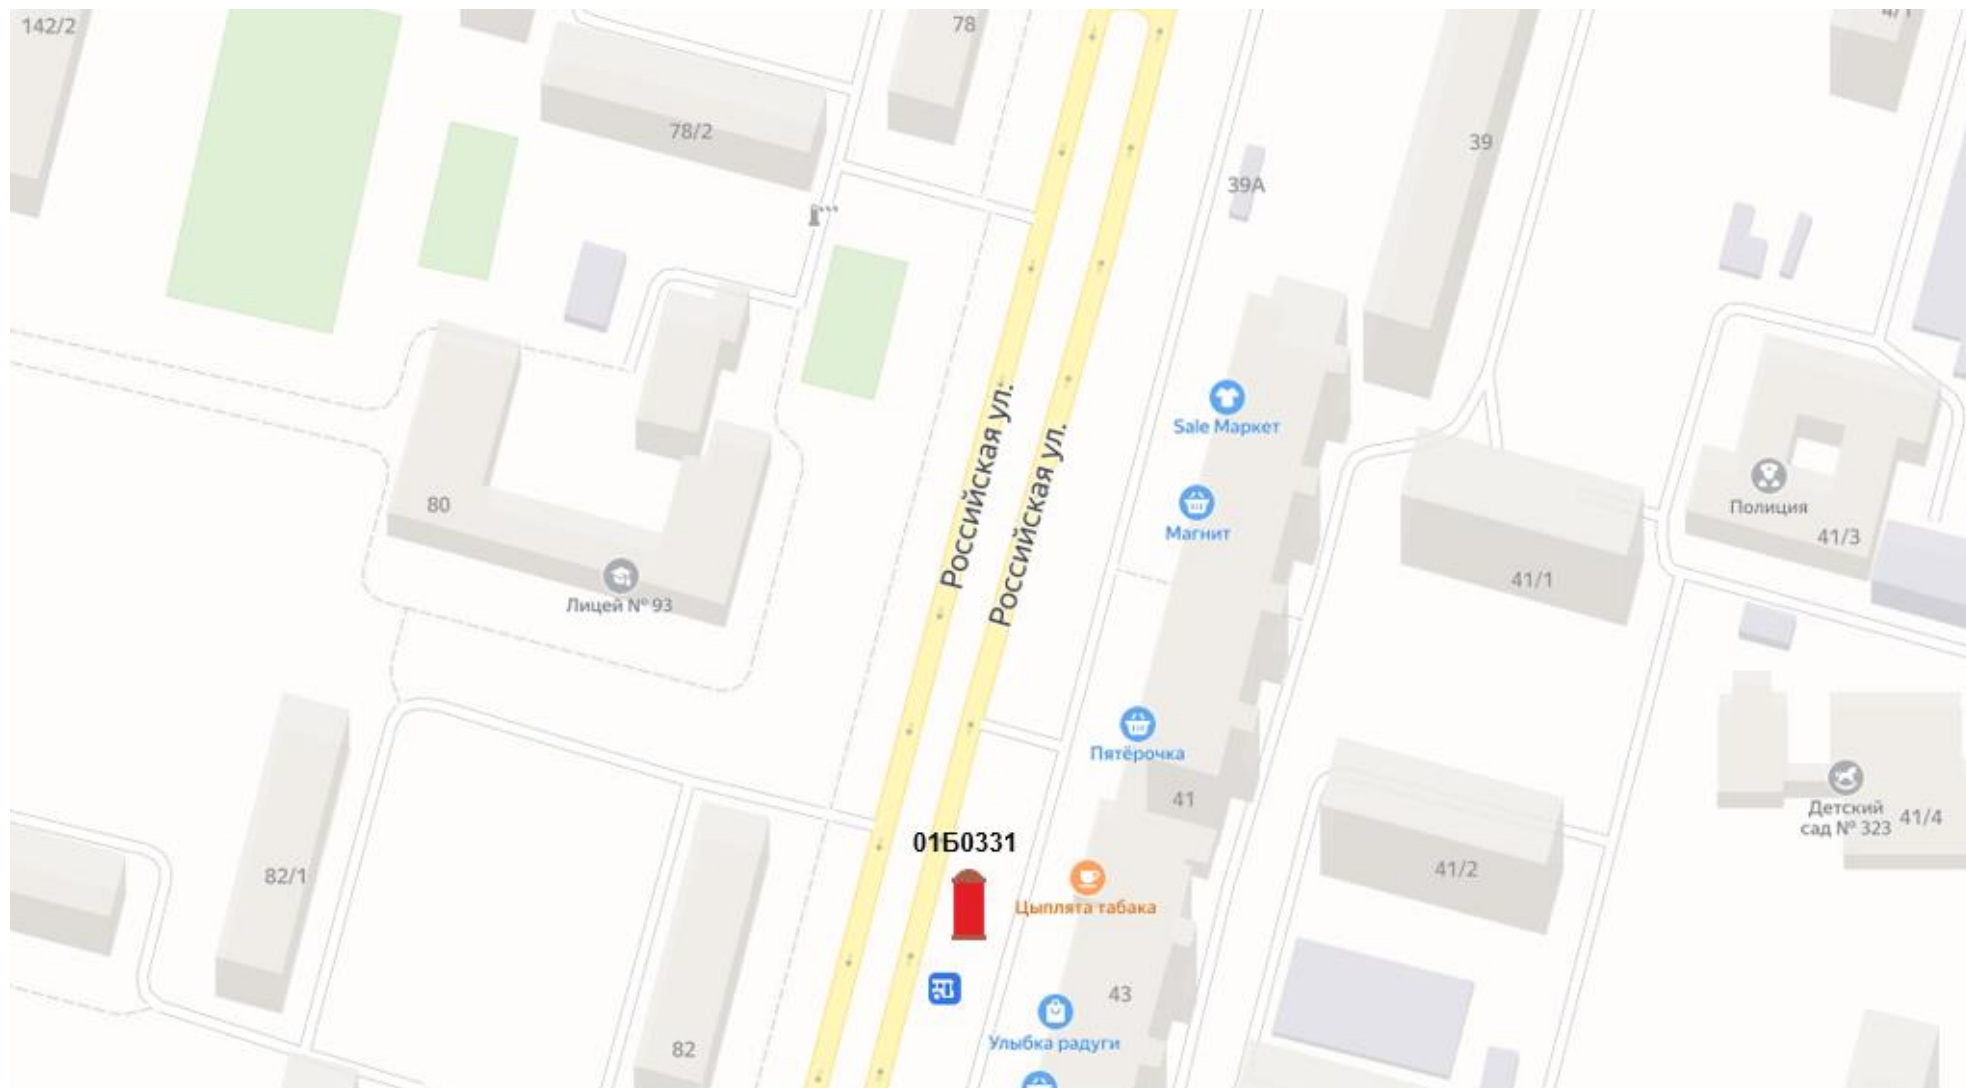 142/2
78
4/1
78/2
39
39А
Sale Маркет
Российская ул.
Российская ул.
80
Магнит
Полиция
41/3
41/1
Лицей № 93
Пятёрочка
41
Детский
сад № 323
41/4
01Б0331
82/1
41/2
Цыплята табака
43
Улыбка радуги
82